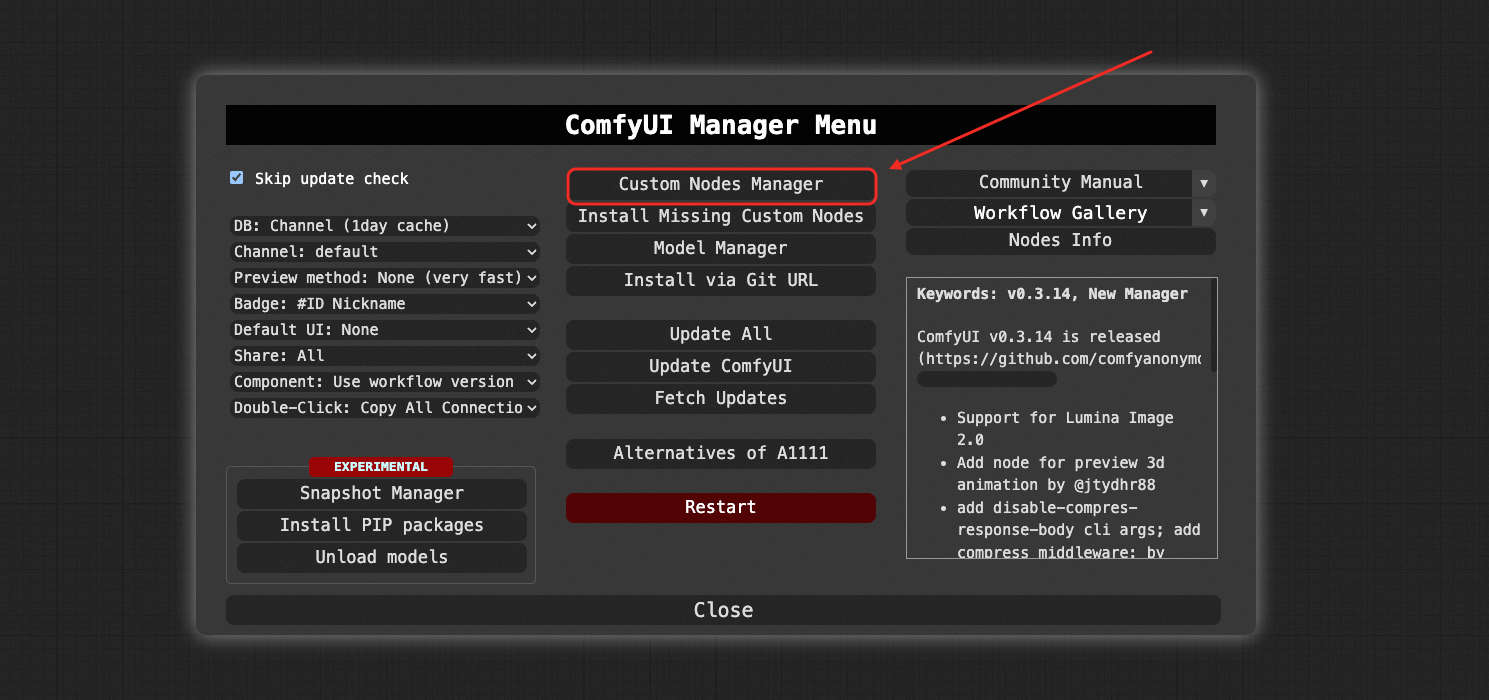 ComfyUI Manager Menu
Skip update check
DB: Channel (1day cache)
Channel: default
Preview method: None (very fast)
Badge: #ID Nickname
Default UI: None
Share: All
Component: Use workflow version
Double-Click: Copy All Connectio
EXPERIMENTAL
Snapshot Manager
Install PIP packages
Unload models
Custom Nodes Manager
Install Missing Custom Nodes
Model Manager
Install via Git URL
Update All
Update ComfyUI
Fetch Updates
Alternatives of A1111
Restart
Community Manual ▼
Workflow Gallery ▼
Nodes Info
Keywords: v0.3.14, New Manager
ComfyUI v0.3.14 is released
(https://github.com/comfyanonymo
• Support for Lumina Image
2.0
• Add node for preview 3d
animation by @jtydhr88
• add disable-compres-
response-body cli args; add
compress middleware; by
Close